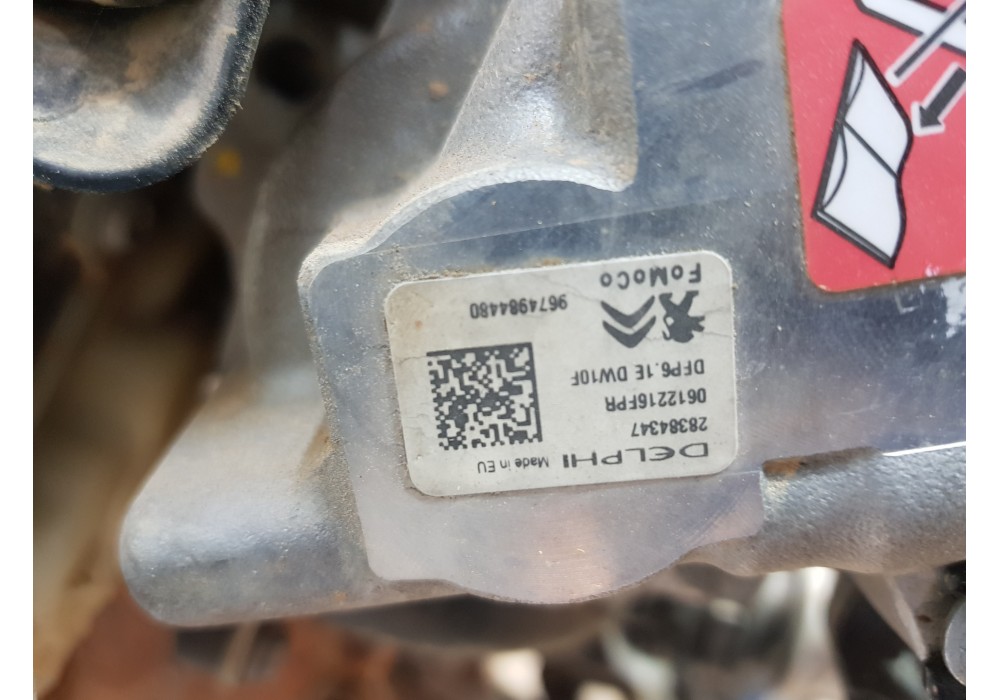 DELPHI Made in EU
28384347
0612216FPR
DFP6.1E DW10F
9674984480
FoMoCo